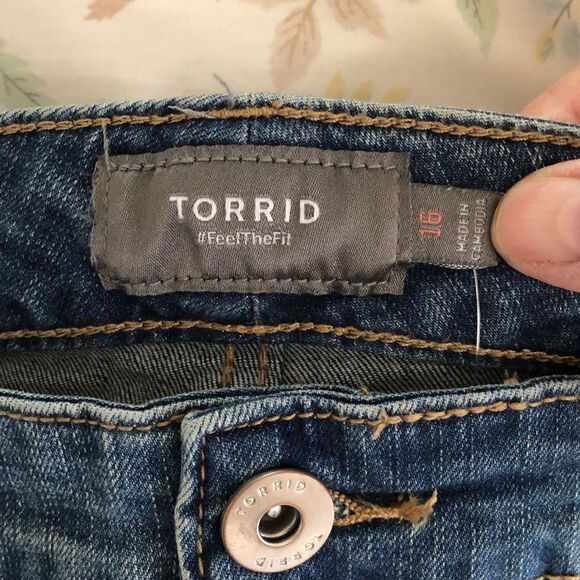 TORRID
#FeelTheFit
16
MADE IN
CAMBODIA
TORRID
TORRID